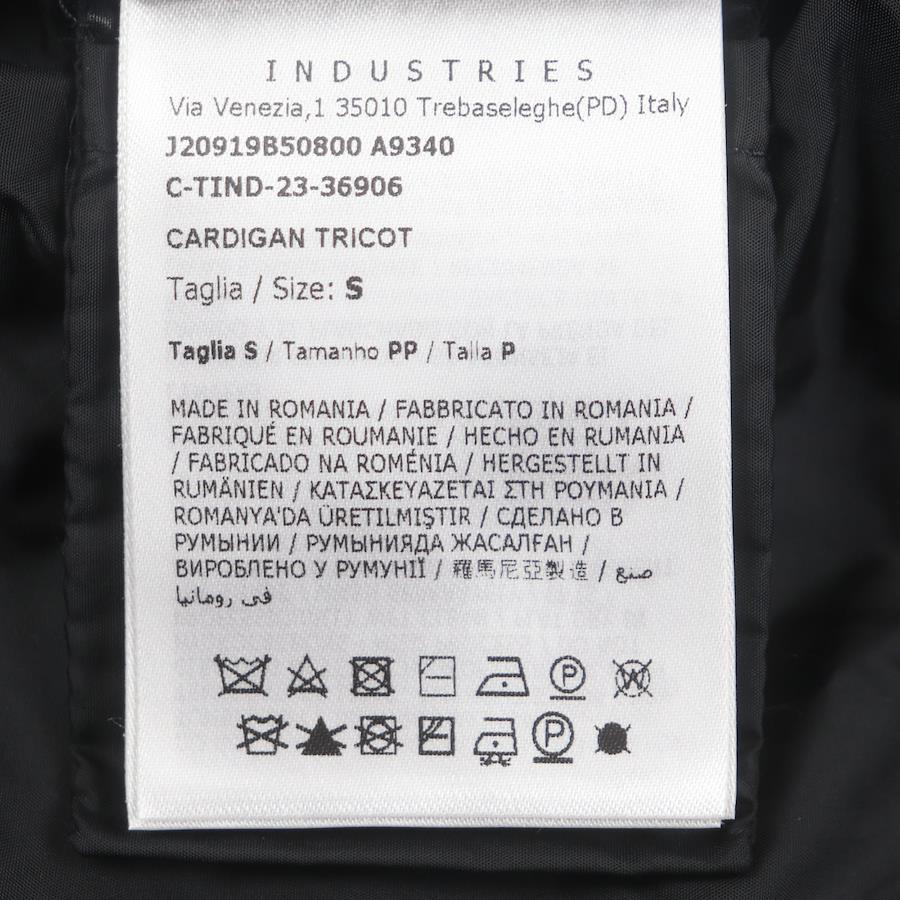 INDUSTRIES
Via Venezia,1 35010 Trebaseleghe(PD) Italy
J20919B50800 A9340
C-TIND-23-36906
CARDIGAN TRICOT
Taglia / Size: S
Taglia S / Tamanho PP / Talla P
MADE IN ROMANIA / FABBRICATO IN ROMANIA /
FABRIQUÉ EN ROUMANIE / HECHO EN RUMANIA
/ FABRICADO NA ROMÉNIA / HERGESTELLT IN
RUMÄNIEN / ΚΑΤΑΣΚΕΥΑΖΕΤΑΙ ΣΤΗ ΡΟΥΜΑΝΙΑ /
ROMANYA'DA ÜRETILMIŞTIR / СДЕЛАНО В
РУМЫНИИ / РУМЫНИЯДА ЖАСАЛҒАН /
ВИРОБЛЕНО У РУМУНІЇ / 羅馬尼亞製造 / صنع
في رومانيا
P W
P